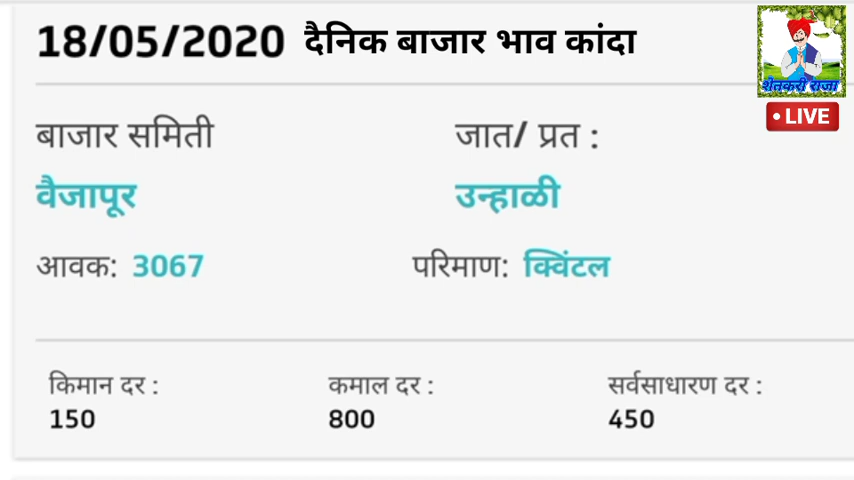 18/05/2020 दैनिक बाजार भाव कांदा
शेतकरी राजा
• LIVE
बाजार समिती जात/ प्रत :
वैजापूर उन्हाळी
आवक: 3067 परिमाण: क्विंटल
किमान दर : कमाल दर : सर्वसाधारण दर :
150 800 450